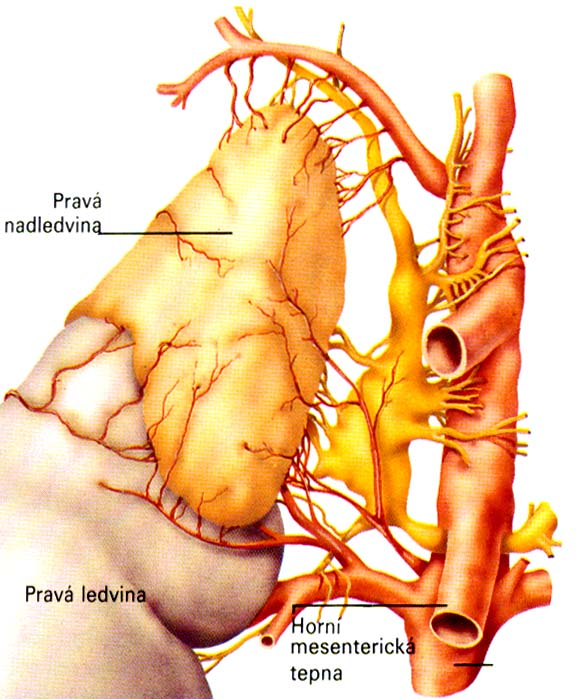 Pravá
nadledvina
Pravá ledvina
Horní
mesenterická
tepna